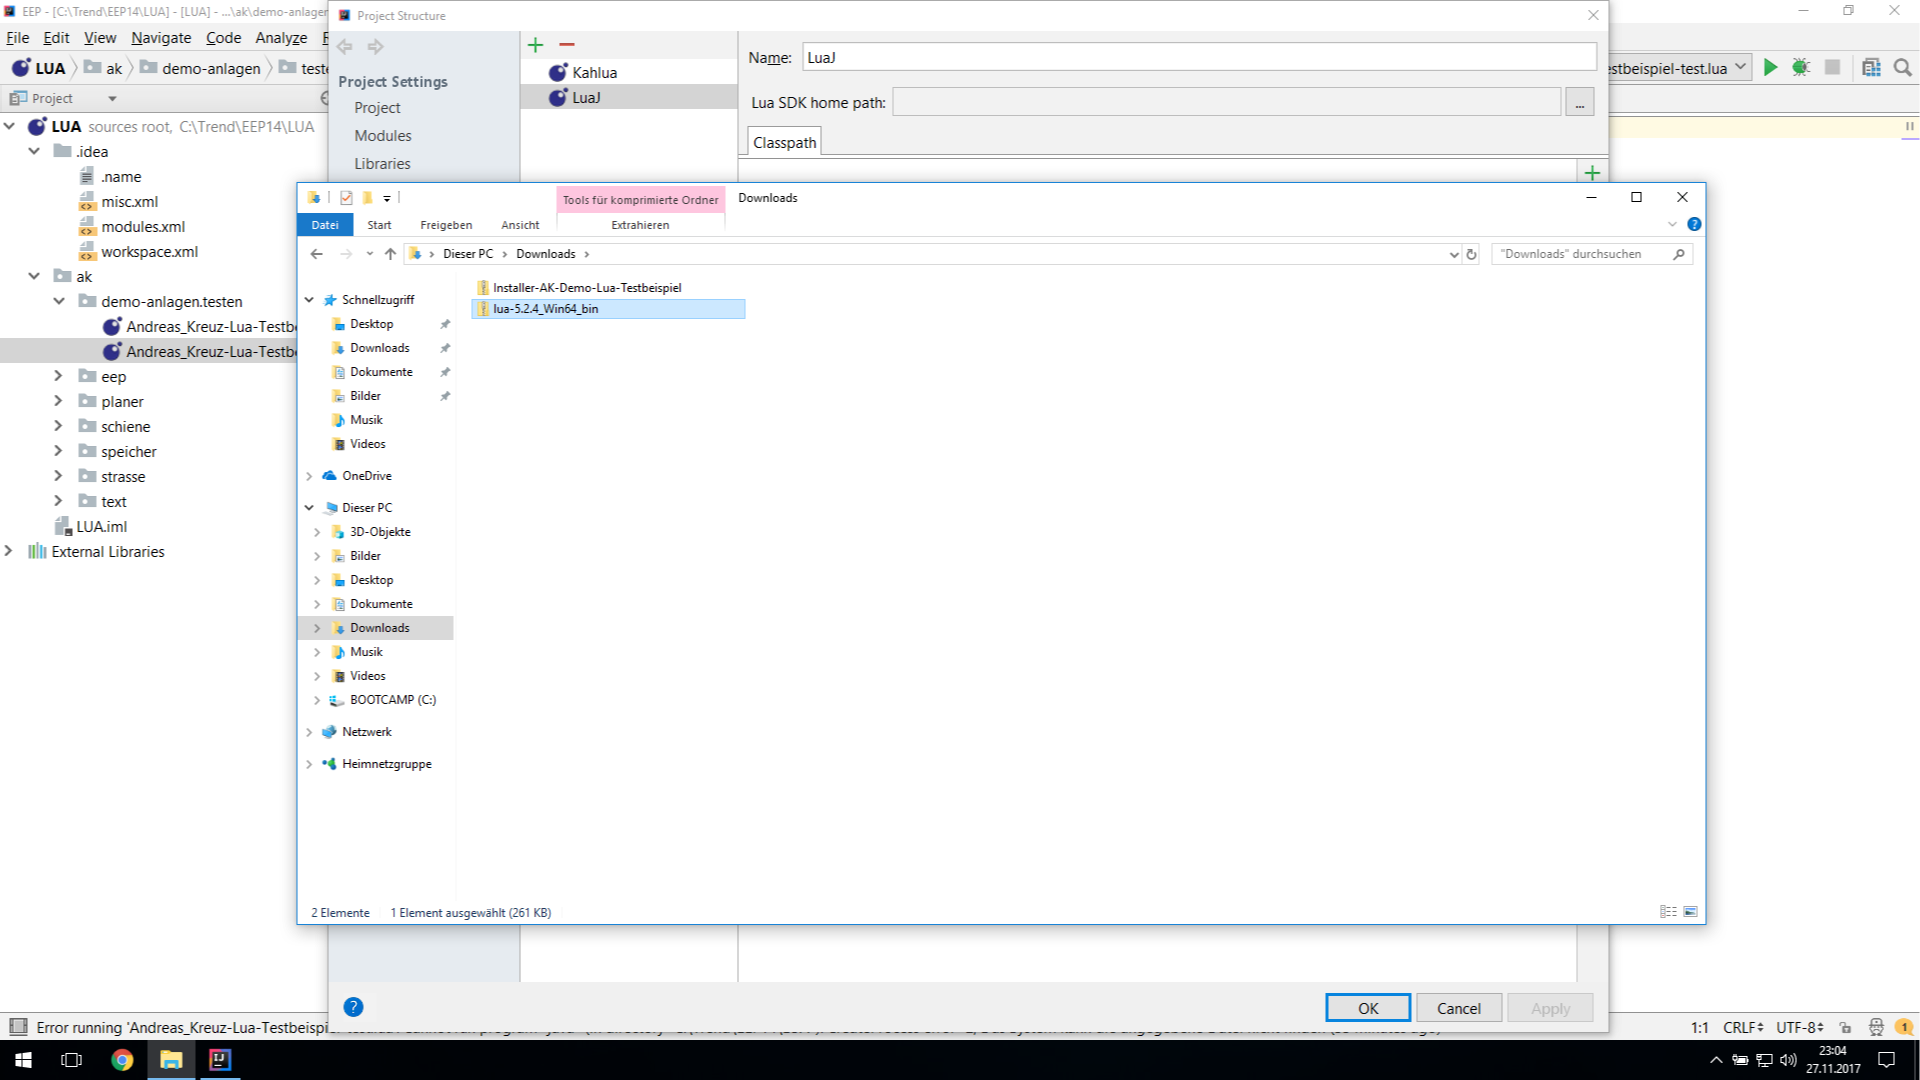 EEP - [C:\Trend\EEP14\LUA] - [LUA] - ...\ak\demo-anlagen
File Edit View Navigate Code Analyze
LUA ak demo-anlagen
Project
LUA sources root, C:\Trend\EEP14\LUA
.idea
.name
misc.xml
modules.xml
workspace.xml
ak
demo-anlagen.testen
Andreas_Kreuz-Lua-Testbe
Andreas_Kreuz-Lua-Testbe
eep
planer
schiene
speicher
strasse
text
LUA.iml
External Libraries
Project Structure
Project Settings
Project
Modules
Libraries
Kahlua
LuaJ
Name: LuaJ
Lua SDK home path: ...
Classpath
stbeispiel-test.lua
Tools für komprimierte Ordner Downloads
Datei Start Freigeben Ansicht Extrahieren
Dieser PC Downloads
"Downloads" durchsuchen
Schnellzugriff
Desktop
Downloads
Dokumente
Bilder
Musik
Videos
OneDrive
Dieser PC
3D-Objekte
Bilder
Desktop
Dokumente
Downloads
Musik
Videos
BOOTCAMP (C:)
Netzwerk
Heimnetzgruppe
Installer-AK-Demo-Lua-Testbeispiel
lua-5.2.4_Win64_bin
2 Elemente 1 Element ausgewählt (261 KB)
OK Cancel Apply
Error running 'Andreas_Kreuz-Lua-Testbeispi
1:1 CRLF UTF-8 1
23:04
27.11.2017